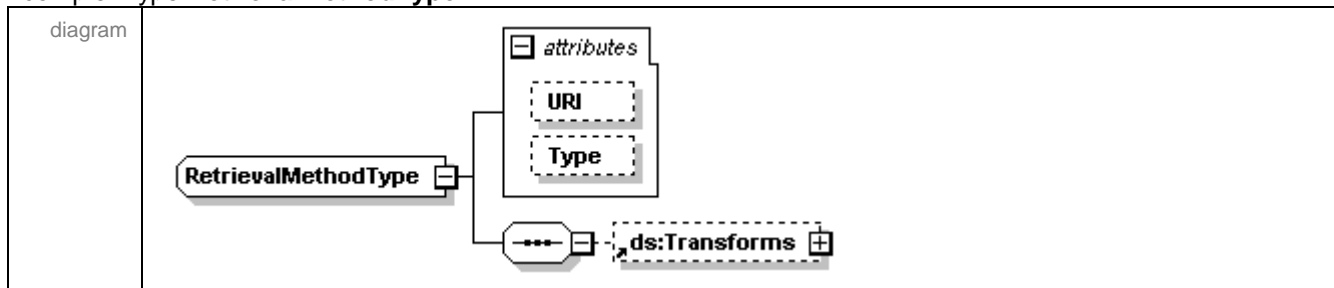 diagram
attributes
URI
Type
RetrievalMethodType
ds:Transforms